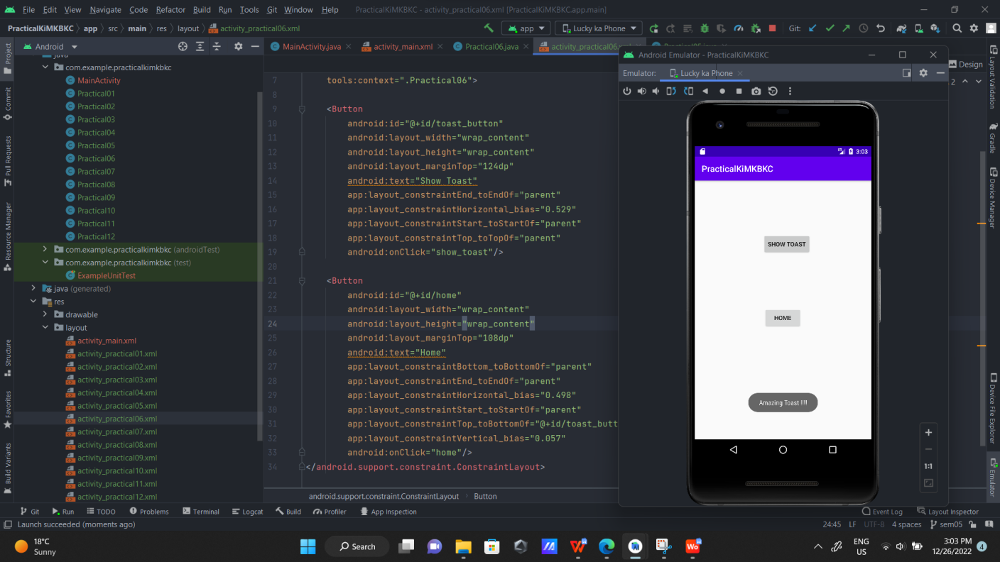 File Edit View Navigate Code Refactor Build Run Tools Git Window Help PracticalKiMKBKC - activity_practical06.xml [PracticalKiMKBKC.app.main]
PracticalKiMKBKC app src main res layout activity_practical06.xml app Lucky ka Phone Git:
Android
MainActivity.java activity_main.xml Practical06.java
java
com.example.practicalkimkbkc
MainActivity
Practical01
Practical02
Practical03
Practical04
Practical05
Practical06
Practical07
Practical08
Practical09
Practical10
Practical11
Practical12
com.example.practicalkimkbkc (androidTest)
com.example.practicalkimkbkc (test)
ExampleUnitTest
java (generated)
res
drawable
layout
activity_main.xml
activity_practical01.xml
activity_practical02.xml
activity_practical03.xml
activity_practical04.xml
activity_practical05.xml
activity_practical06.xml
activity_practical07.xml
activity_practical08.xml
activity_practical09.xml
activity_practical10.xml
activity_practical11.xml
activity_practical12.xml
Project
Commit
Pull Requests
Resource Manager
Structure
Favorites
Build Variants
7 tools:context=".Practical06">
8
9 <Button
10 android:id="@+id/toast_button"
11 android:layout_width="wrap_content"
12 android:layout_height="wrap_content"
13 android:layout_marginTop="124dp"
14 android:text="Show Toast"
15 app:layout_constraintEnd_toEndOf="parent"
16 app:layout_constraintHorizontal_bias="0.529"
17 app:layout_constraintStart_toStartOf="parent"
18 app:layout_constraintTop_toTopOf="parent"
19 android:onClick="show_toast"/>
20
21 <Button
22 android:id="@+id/home"
23 android:layout_width="wrap_content"
24 android:layout_height="wrap_content"
25 android:layout_marginTop="108dp"
26 android:text="Home"
27 app:layout_constraintBottom_toBottomOf="parent"
28 app:layout_constraintEnd_toEndOf="parent"
29 app:layout_constraintHorizontal_bias="0.498"
30 app:layout_constraintStart_toStartOf="parent"
31 app:layout_constraintTop_toBottomOf="@+id/toast_butt
32 app:layout_constraintVertical_bias="0.057"
33 android:onClick="home"/>
34 </android.support.constraint.ConstraintLayout>
android.support.constraint.ConstraintLayout Button
Android Emulator - PracticalKiMKBKC
Emulator: Lucky ka Phone
3:03
PracticalKiMKBKC
SHOW TOAST
HOME
Amazing Toast !!!!
1:1
Design
2
Layout Validation
Gradle
Device Manager
Device File Explorer
Emulator
Git Run TODO Problems Terminal Logcat Build Profiler App Inspection Event Log Layout Inspector
Launch succeeded (moments ago) 24:45 LF UTF-8 4 spaces sem05
18°C
Sunny
Search
ENG
US
3:03 PM
12/26/2022
4